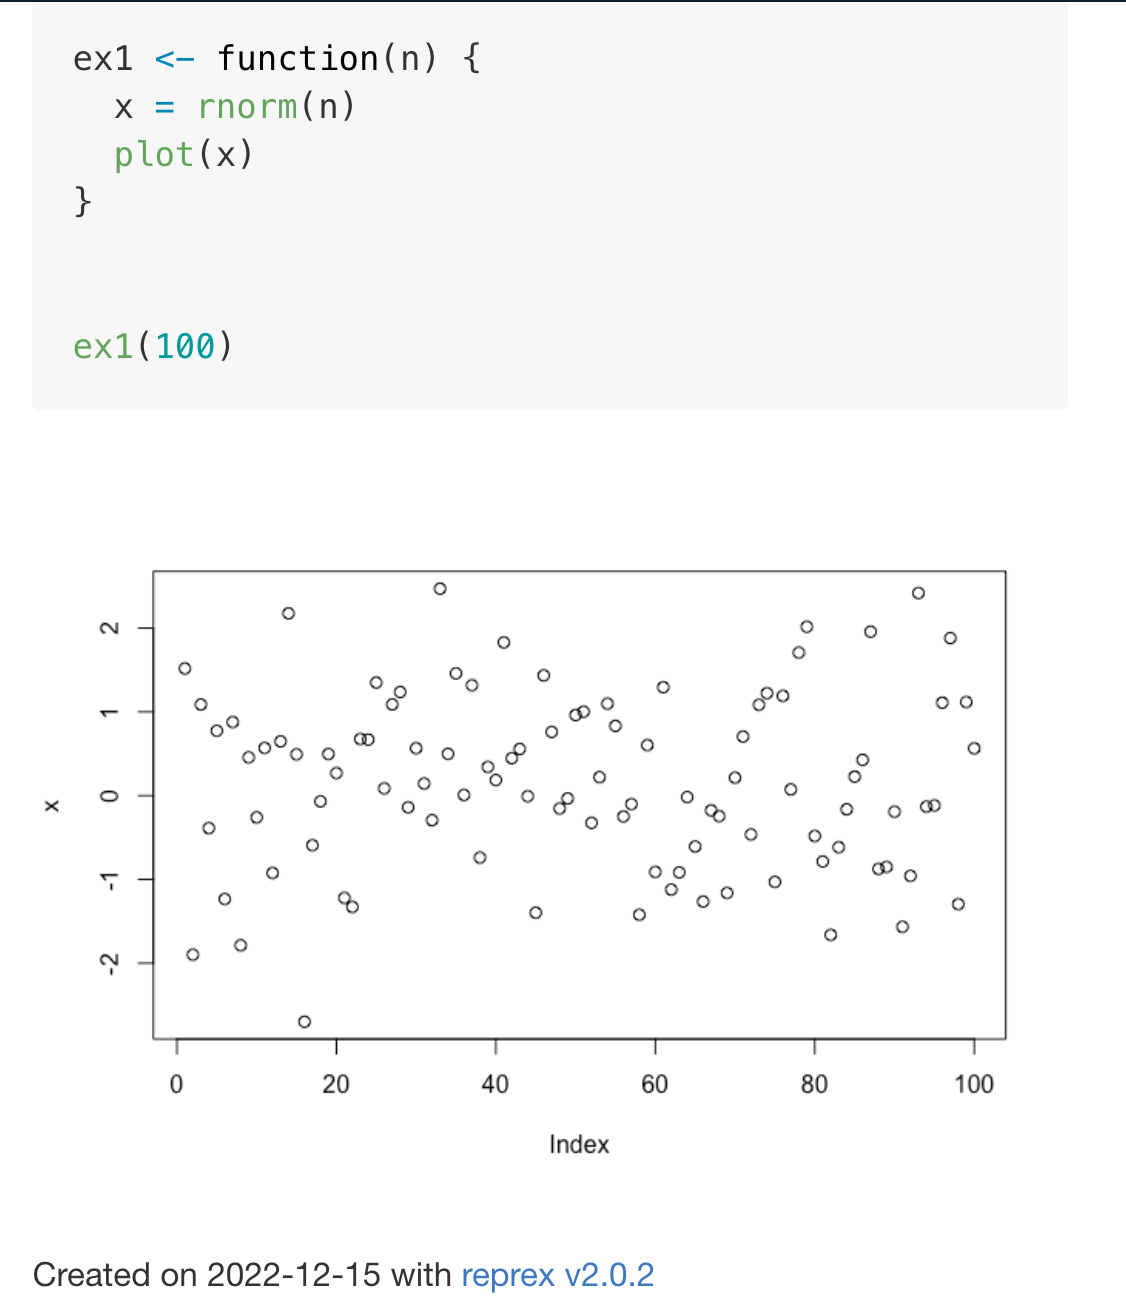 ex1 <- function(n) {
  x = rnorm(n)
  plot(x)
}
ex1(100)
2
1
0
-1
-2
x
0 20 40 60 80 100
Index
Created on 2022-12-15 with reprex v2.0.2